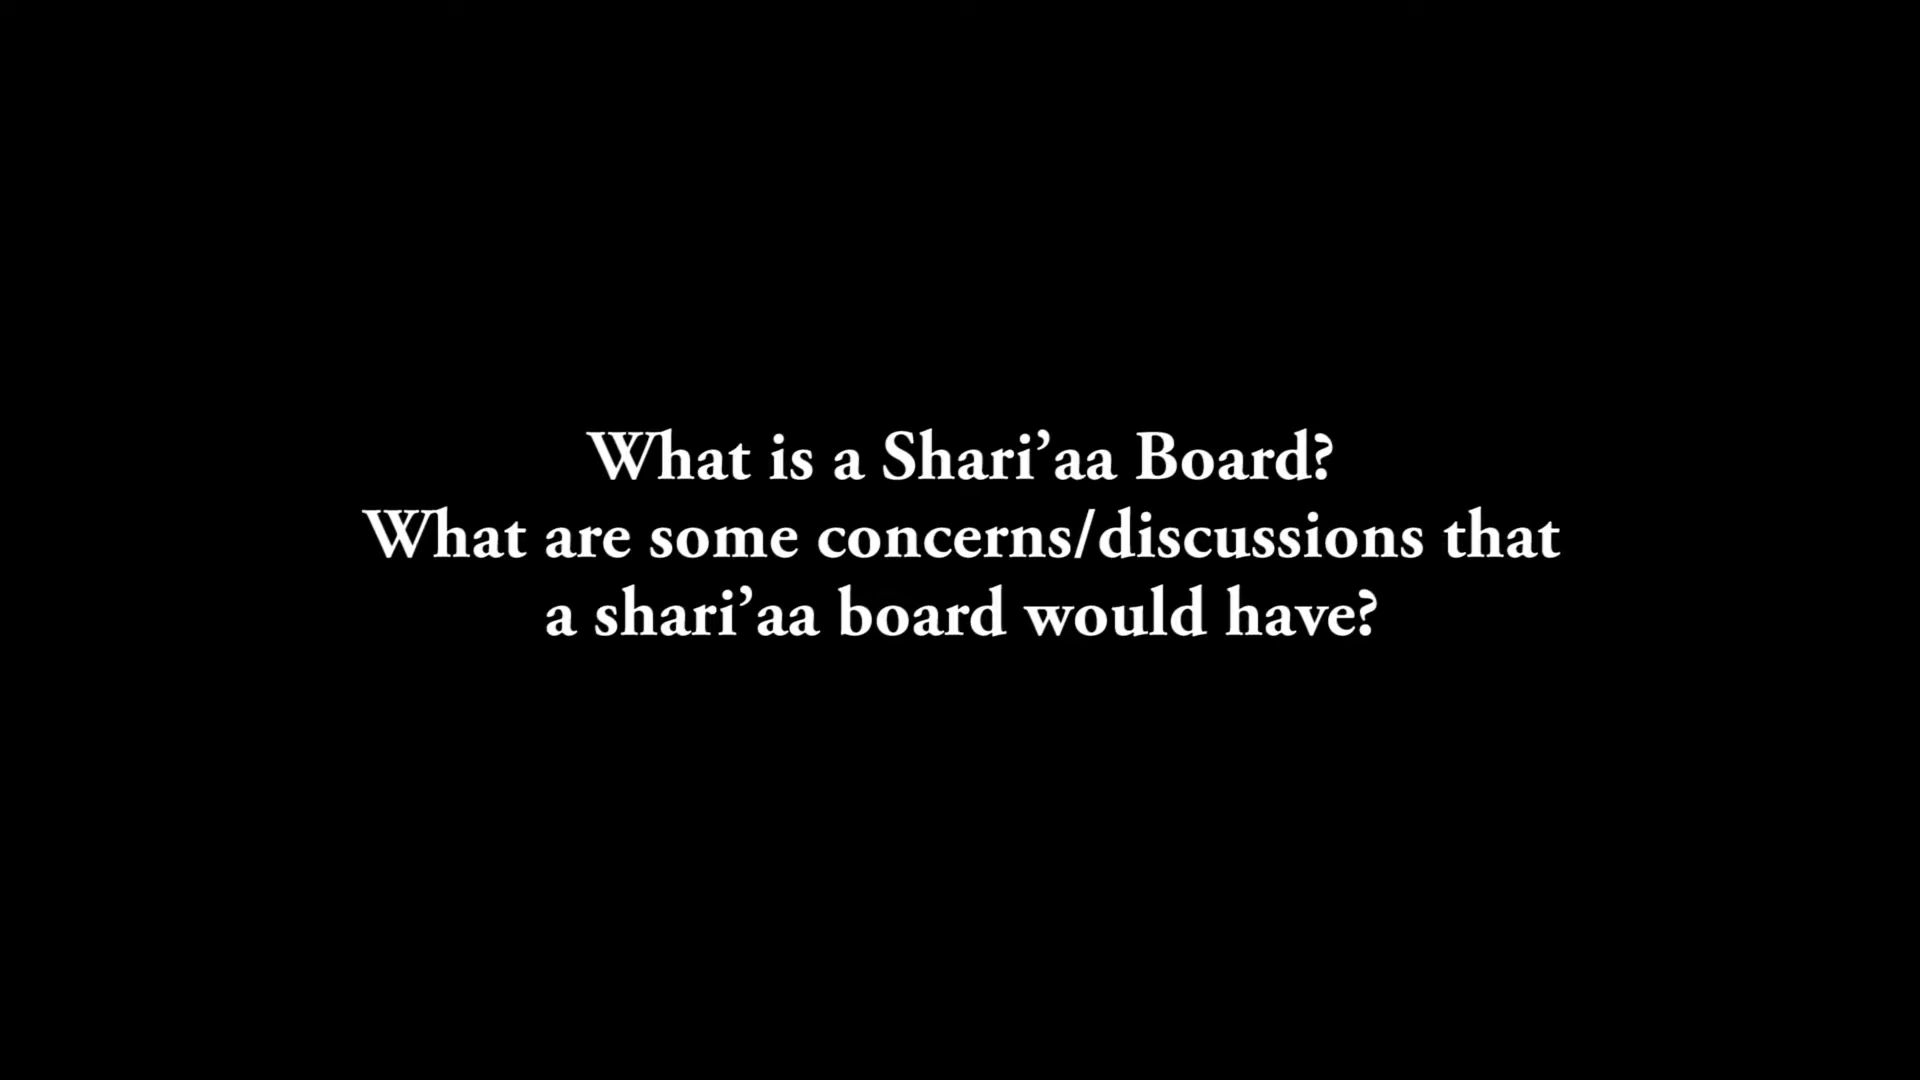 What is a Shari’aa Board?
What are some concerns/discussions that
a shari’aa board would have?